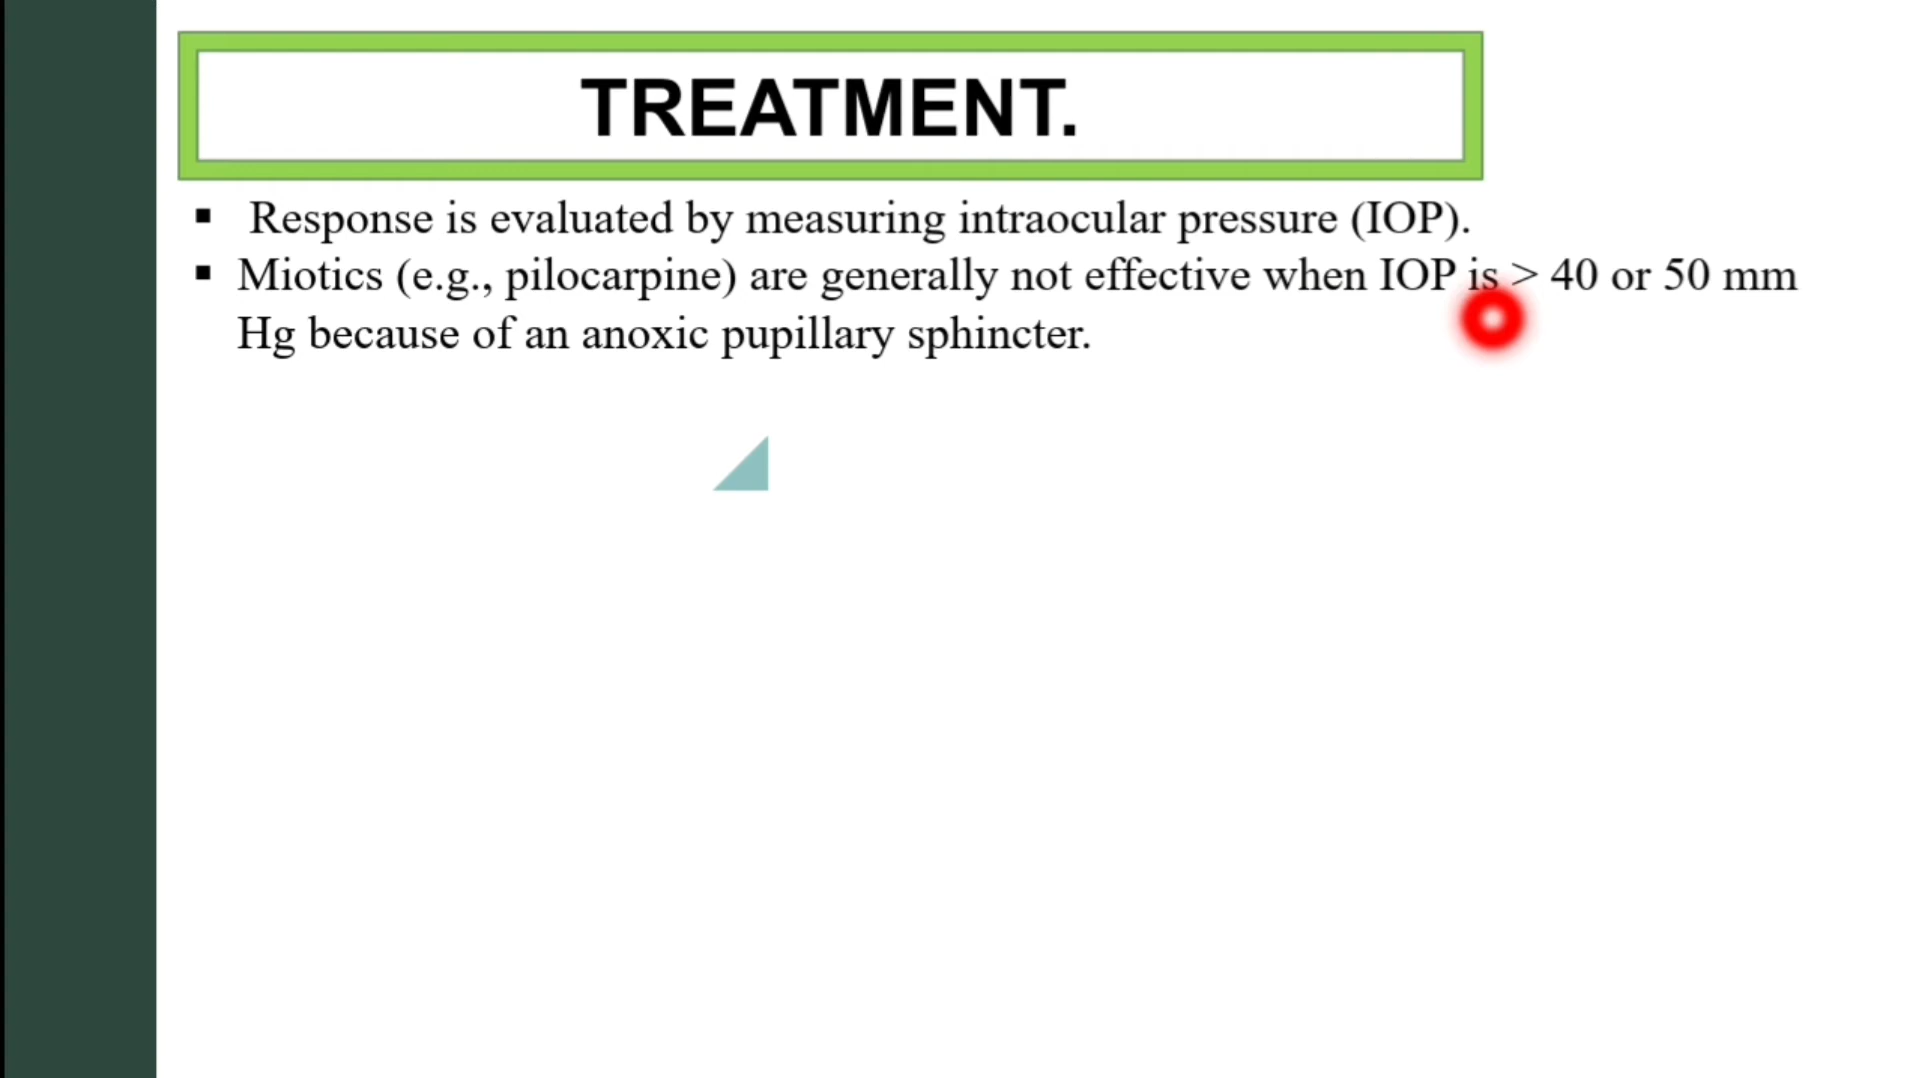 TREATMENT.
▪ Response is evaluated by measuring intraocular pressure (IOP).
▪ Miotics (e.g., pilocarpine) are generally not effective when IOP is > 40 or 50 mm
Hg because of an anoxic pupillary sphincter.